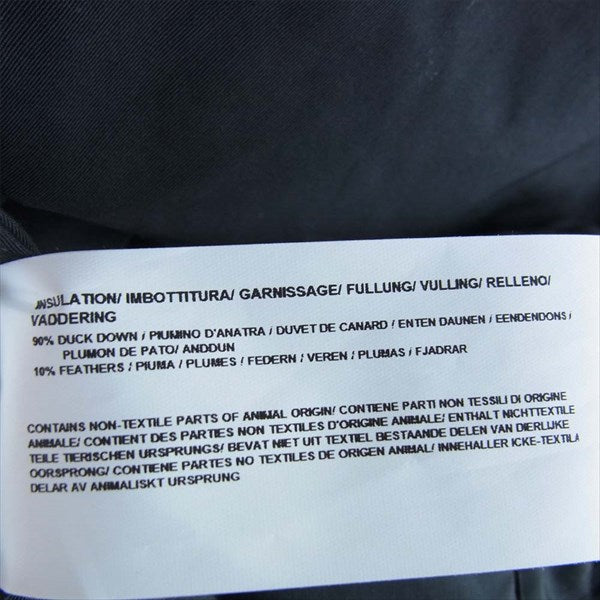 INSULATION/ IMBOTTITURA/ GARNISSAGE/ FULLUNG/ VULLING/ RELLENO/
VADDERING
90% DUCK DOWN / PIUMINO D'ANATRA / DUVET DE CANARD / ENTEN DAUNEN / EENDENDONS /
PLUMON DE PATO/ ANDDUN
10% FEATHERS / PIUMA / PLUMES / FEDERN / VEREN / PLUMAS / FJADRAR
CONTAINS NON-TEXTILE PARTS OF ANIMAL ORIGIN/ CONTIENE PARTI NON TESSILI DI ORIGINE
ANIMALE/ CONTIENT DES PARTIES NON TEXTILES D'ORIGINE ANIMALE/ ENTHALT NICHTTEXTILE
TEILE TIERISCHEN URSPRUNGS/ BEVAT NIET UIT TEXTIEL BESTAANDE DELEN VAN DIERLIJKE
OORSPRONG/ CONTIENE PARTES NO TEXTILES DE ORIGEN ANIMAL/ INNEHALLER ICKE-TEXTILA
DELAR AV ANIMALISKT URSPRUNG